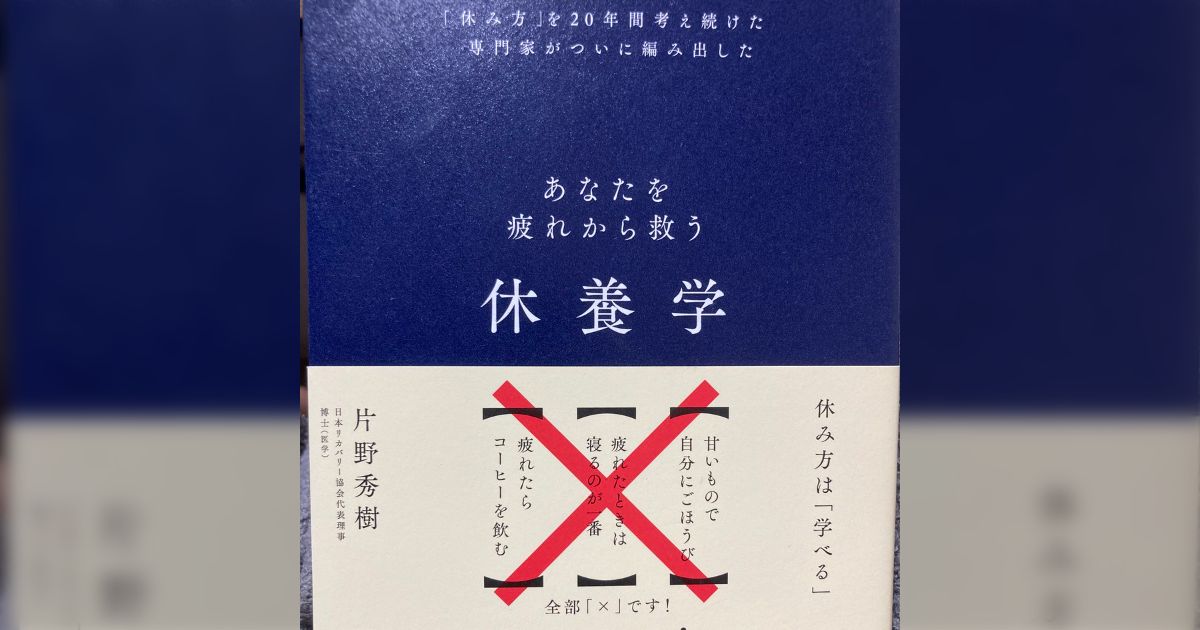 「休み方」を20年間考え続けた
専門家がついに編み出した
あなたを
疲れから救う
休養学
休み方は「学べる」
甘いもので
自分にごほうび
疲れたときは
寝るのが一番
疲れたら
コーヒーを飲む
全部「×」です!
片野秀樹
日本リカバリー協会代表理事
博士(医学)